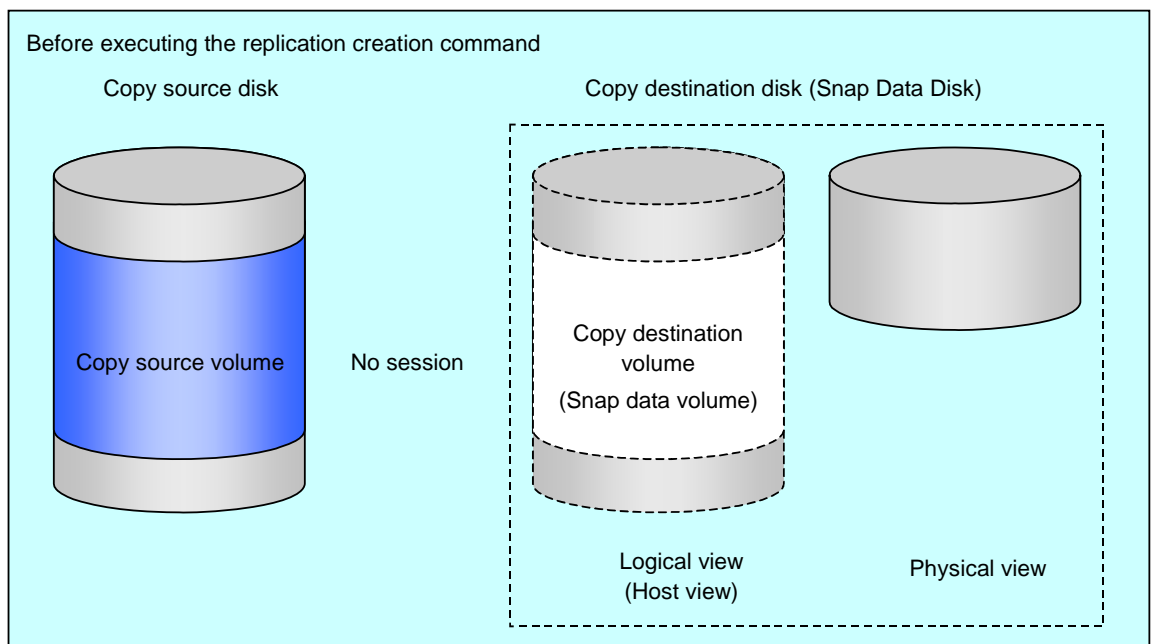 Before executing the replication creation command
Copy source disk
Copy destination disk (Snap Data Disk)
Copy source volume
No session
Copy destination
volume
(Snap data volume)
Logical view
(Host view)
Physical view